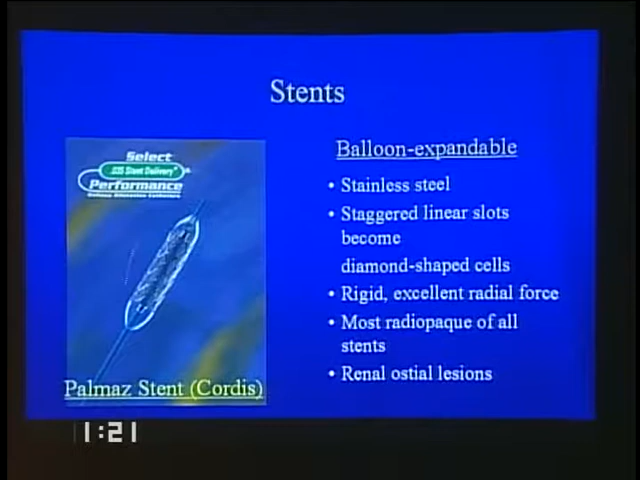 Stents
Select
.035 Stent Delivery
Performance
Palmaz Stent (Cordis)
Balloon-expandable
• Stainless steel
• Staggered linear slots
become
diamond-shaped cells
• Rigid, excellent radial force
• Most radiopaque of all
stents
• Renal ostial lesions
1:21